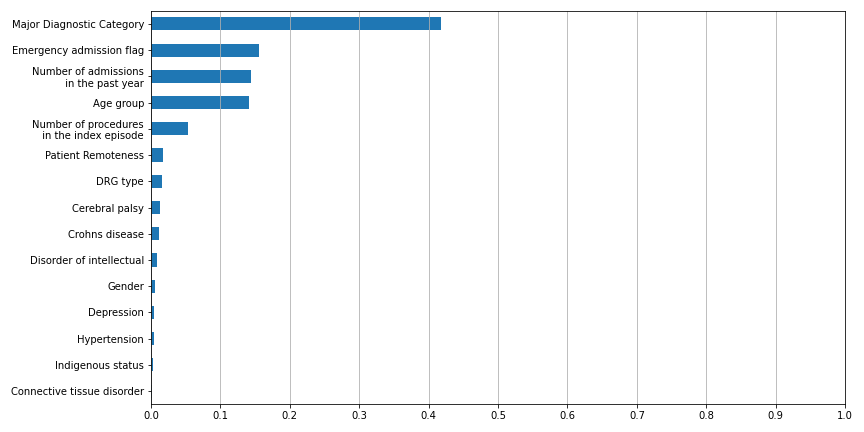 Major Diagnostic Category
Emergency admission flag
Number of admissions
in the past year
Age group
Number of procedures
in the index episode
Patient Remoteness
DRG type
Cerebral palsy
Crohns disease
Disorder of intellectual
Gender
Depression
Hypertension
Indigenous status
Connective tissue disorder
0.0 0.1 0.2 0.3 0.4 0.5 0.6 0.7 0.8 0.9 1.0